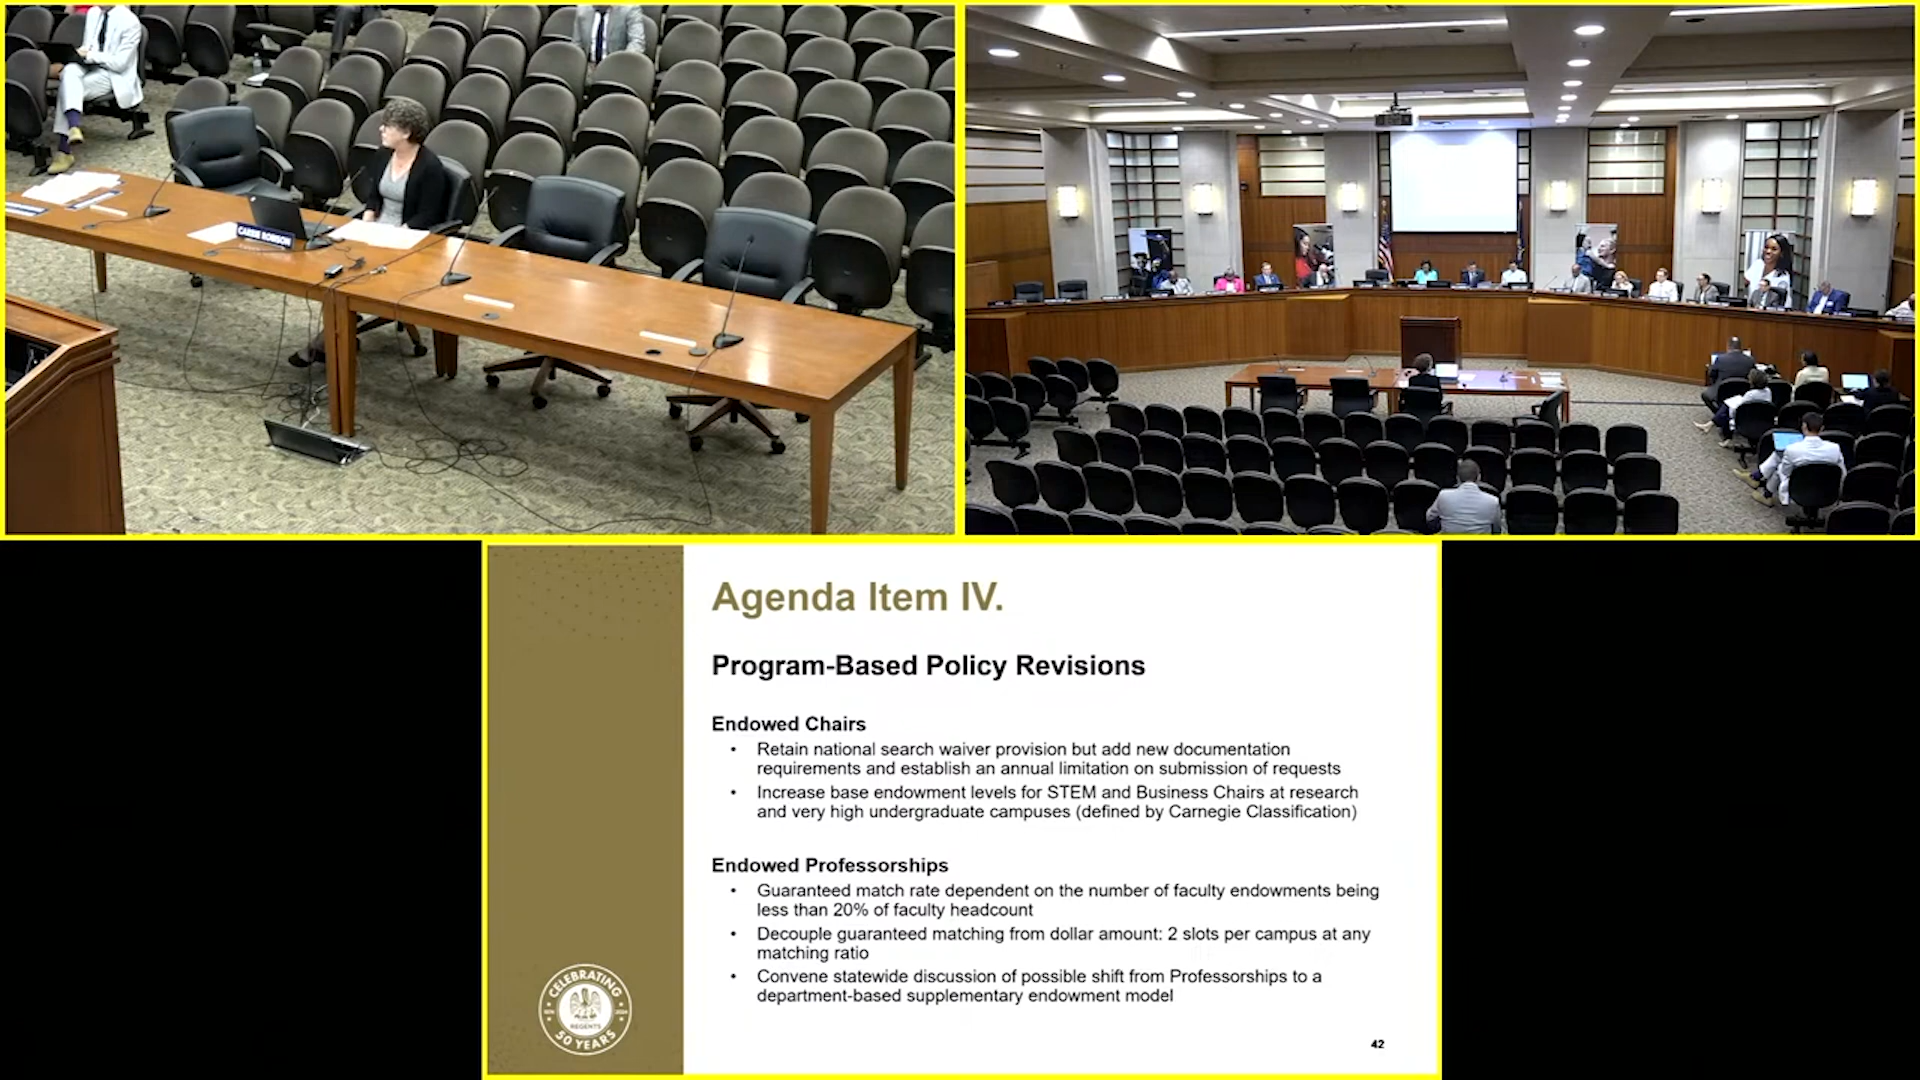 CARRIE ROBISON
Agenda Item IV.
Program-Based Policy Revisions
Endowed Chairs
• Retain national search waiver provision but add new documentation
requirements and establish an annual limitation on submission of requests
• Increase base endowment levels for STEM and Business Chairs at research
and very high undergraduate campuses (defined by Carnegie Classification)
Endowed Professorships
• Guaranteed match rate dependent on the number of faculty endowments being
less than 20% of faculty headcount
• Decouple guaranteed matching from dollar amount: 2 slots per campus at any
matching ratio
• Convene statewide discussion of possible shift from Professorships to a
department-based supplementary endowment model
CELEBRATING
REGENTS
50 YEARS
42